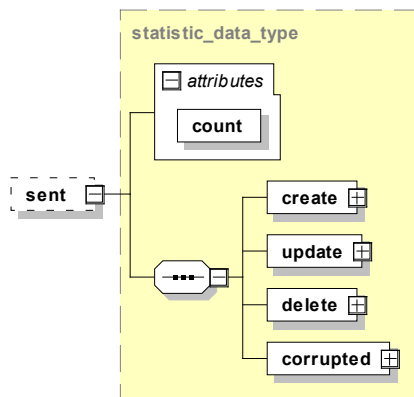 statistic_data_type
attributes
count
sent
create
update
delete
corrupted